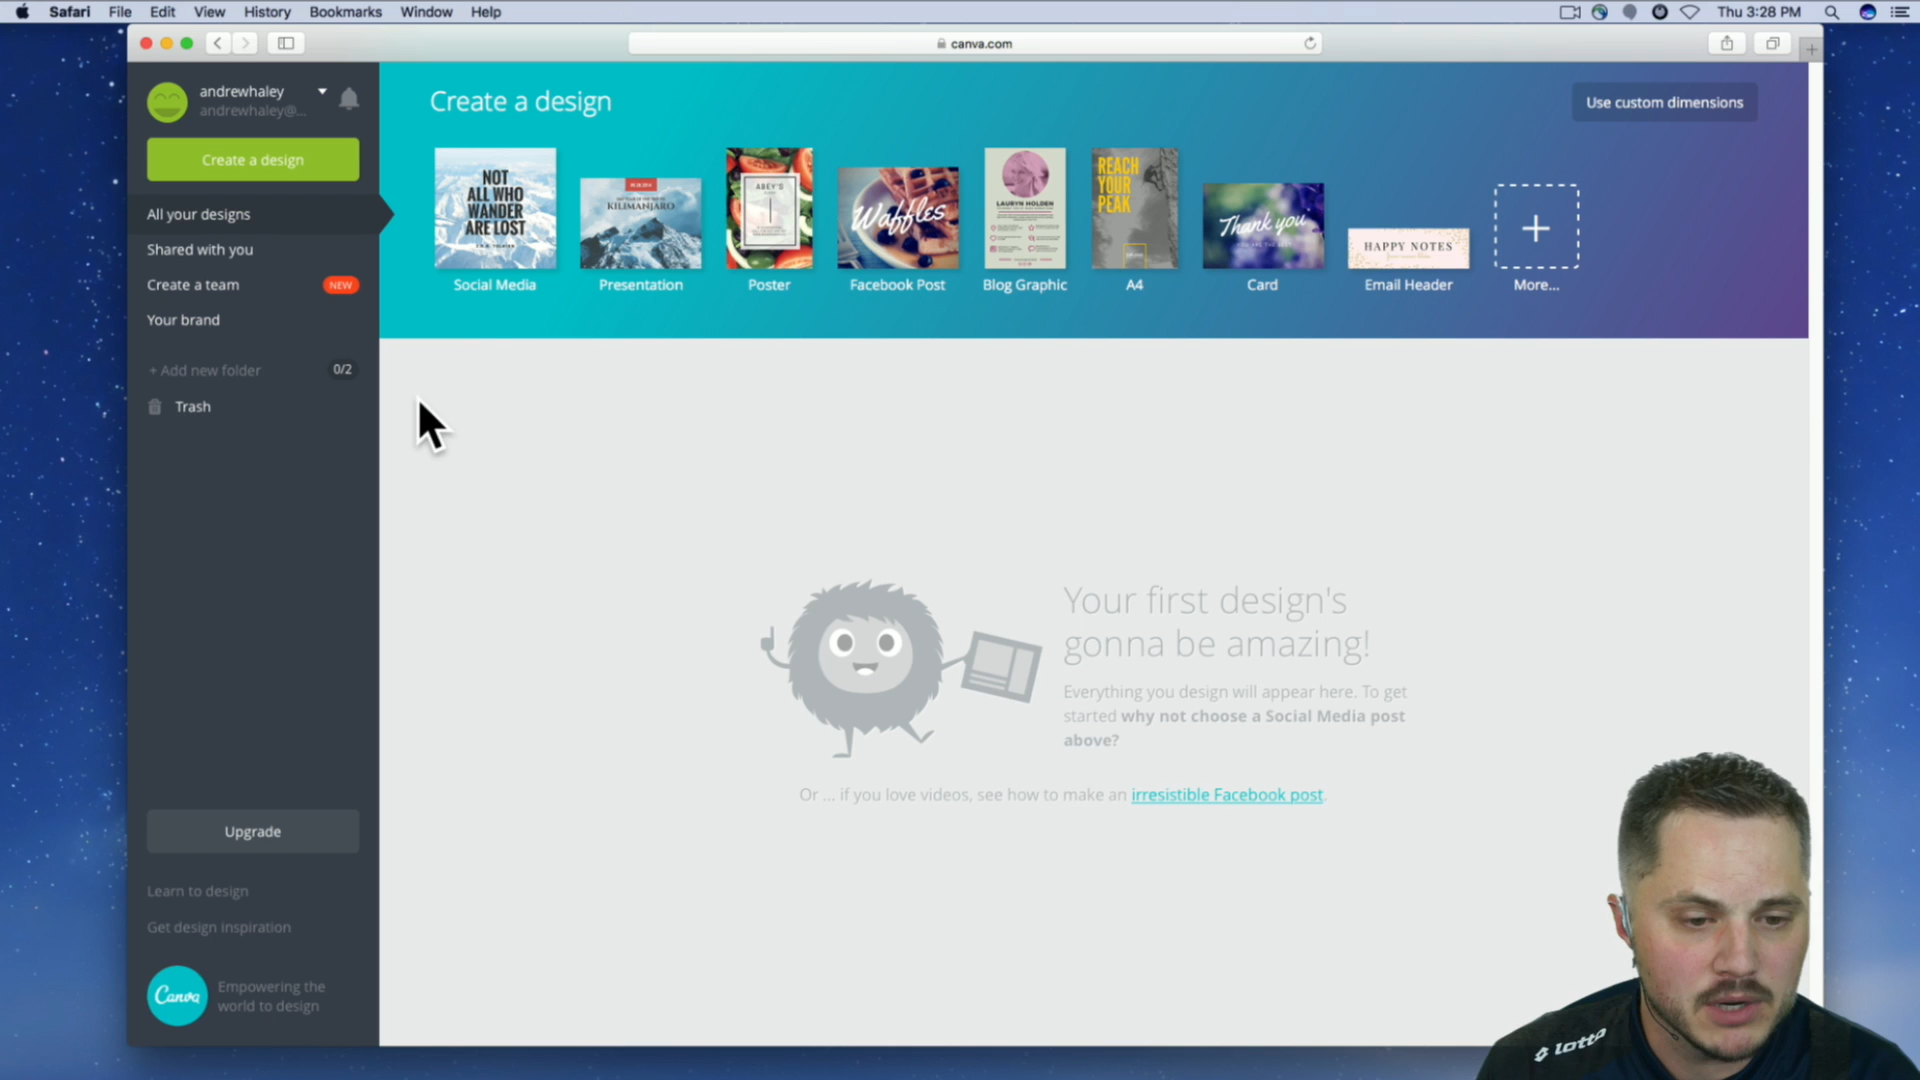 Safari File Edit View History Bookmarks Window Help
Thu 3:28 PM
canva.com
andrewhaley
andrewhaley@...
Create a design
All your designs
Shared with you
Create a team NEW
Your brand
+ Add new folder 0/2
Trash
Upgrade
Learn to design
Get design inspiration
Canva
Empowering the
world to design
Create a design
Use custom dimensions
NOT
ALL WHO
WANDER
ARE LOST
Social Media
KILIMANJARO
Presentation
ABEY'S
Poster
Waffles
Facebook Post
LAURYN HOLDEN
Blog Graphic
REACH
YOUR
PEAK
A4
Thank you
Card
HAPPY NOTES
Email Header
More...
Your first design's
gonna be amazing!
Everything you design will appear here. To get
started why not choose a Social Media post
above?
Or ... if you love videos, see how to make an irresistible Facebook post.
lotto